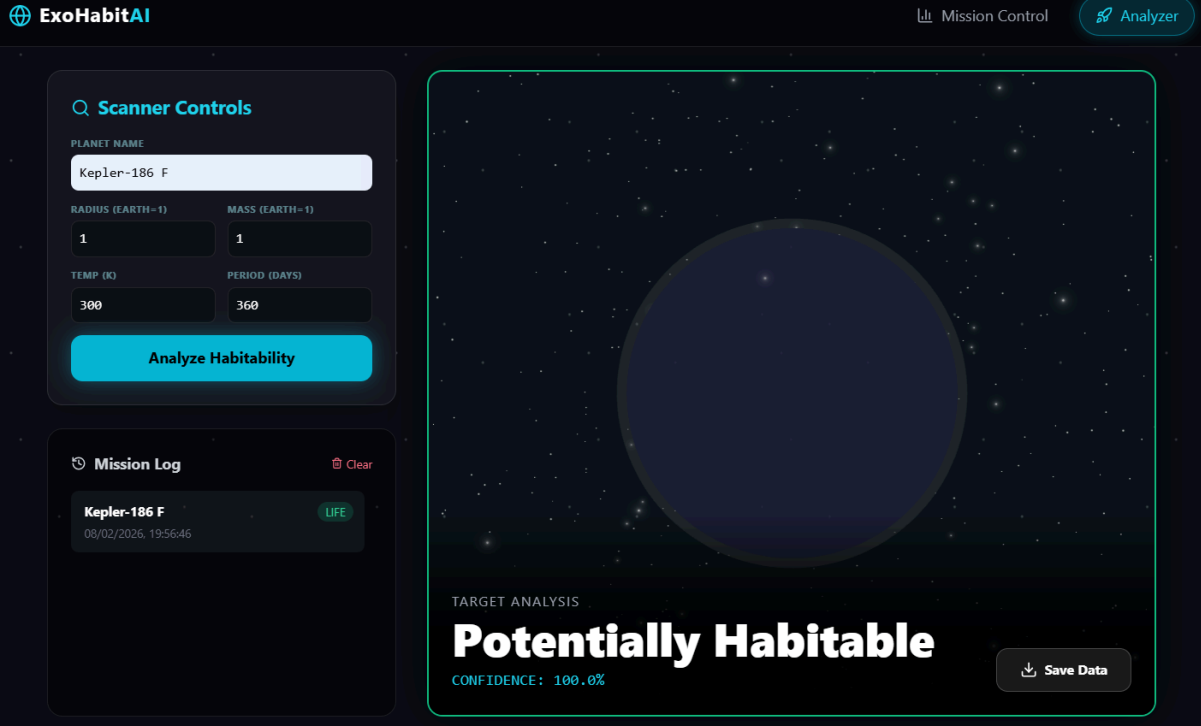 ExoHabitAI
Mission Control
Analyzer
Scanner Controls
PLANET NAME
Kepler-186 F
RADIUS (EARTH=1) MASS (EARTH=1)
1 1
TEMP (K) PERIOD (DAYS)
300 360
Analyze Habitability
Mission Log
Clear
Kepler-186 F
LIFE
08/02/2026, 19:56:46
TARGET ANALYSIS
Potentially Habitable
CONFIDENCE: 100.0%
Save Data